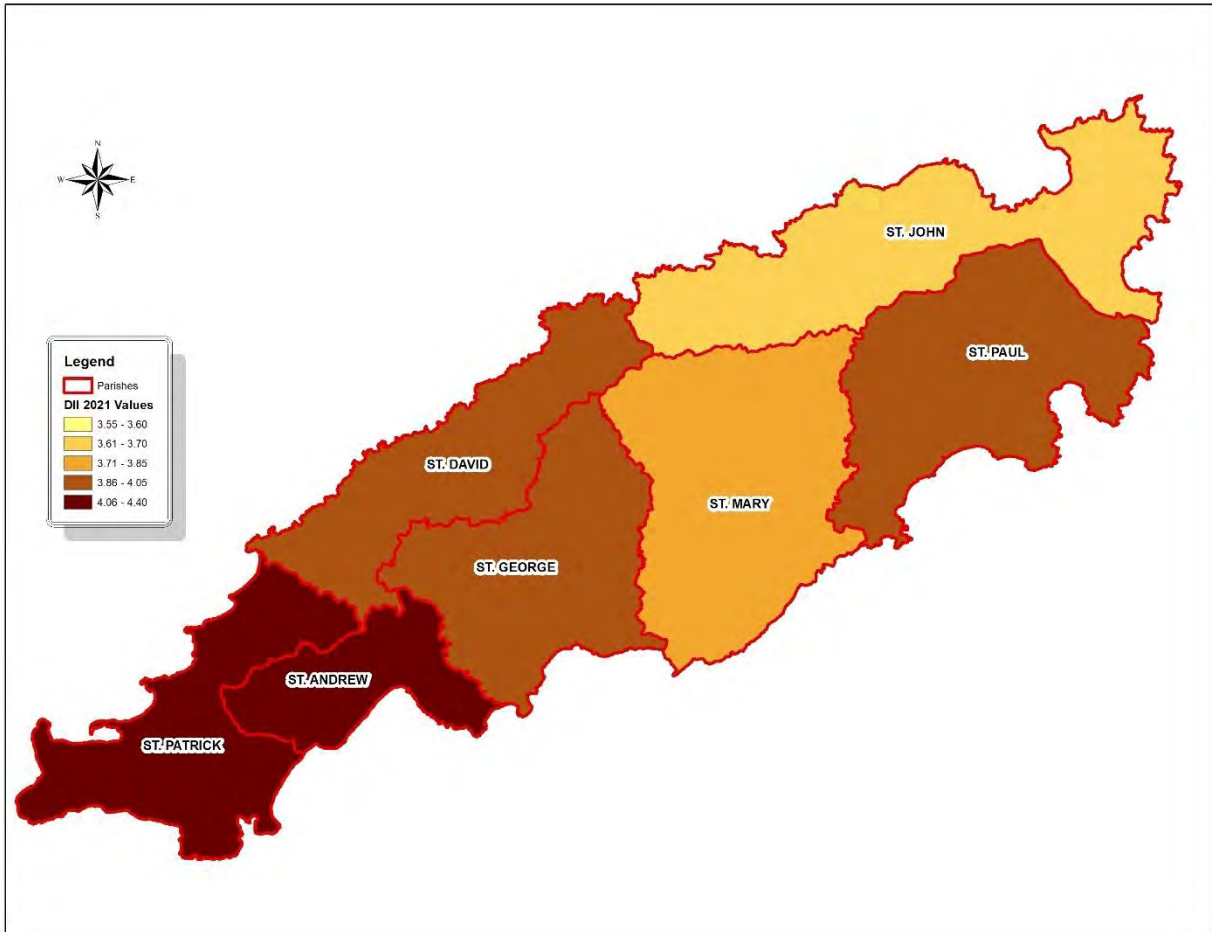 N
W E
S
ST. JOHN
ST. PAUL
ST. DAVID
ST. MARY
ST. GEORGE
ST. ANDREW
ST. PATRICK
Legend
Parishes
DII 2021 Values
3.55 - 3.60
3.61 - 3.70
3.71 - 3.85
3.86 - 4.05
4.06 - 4.40